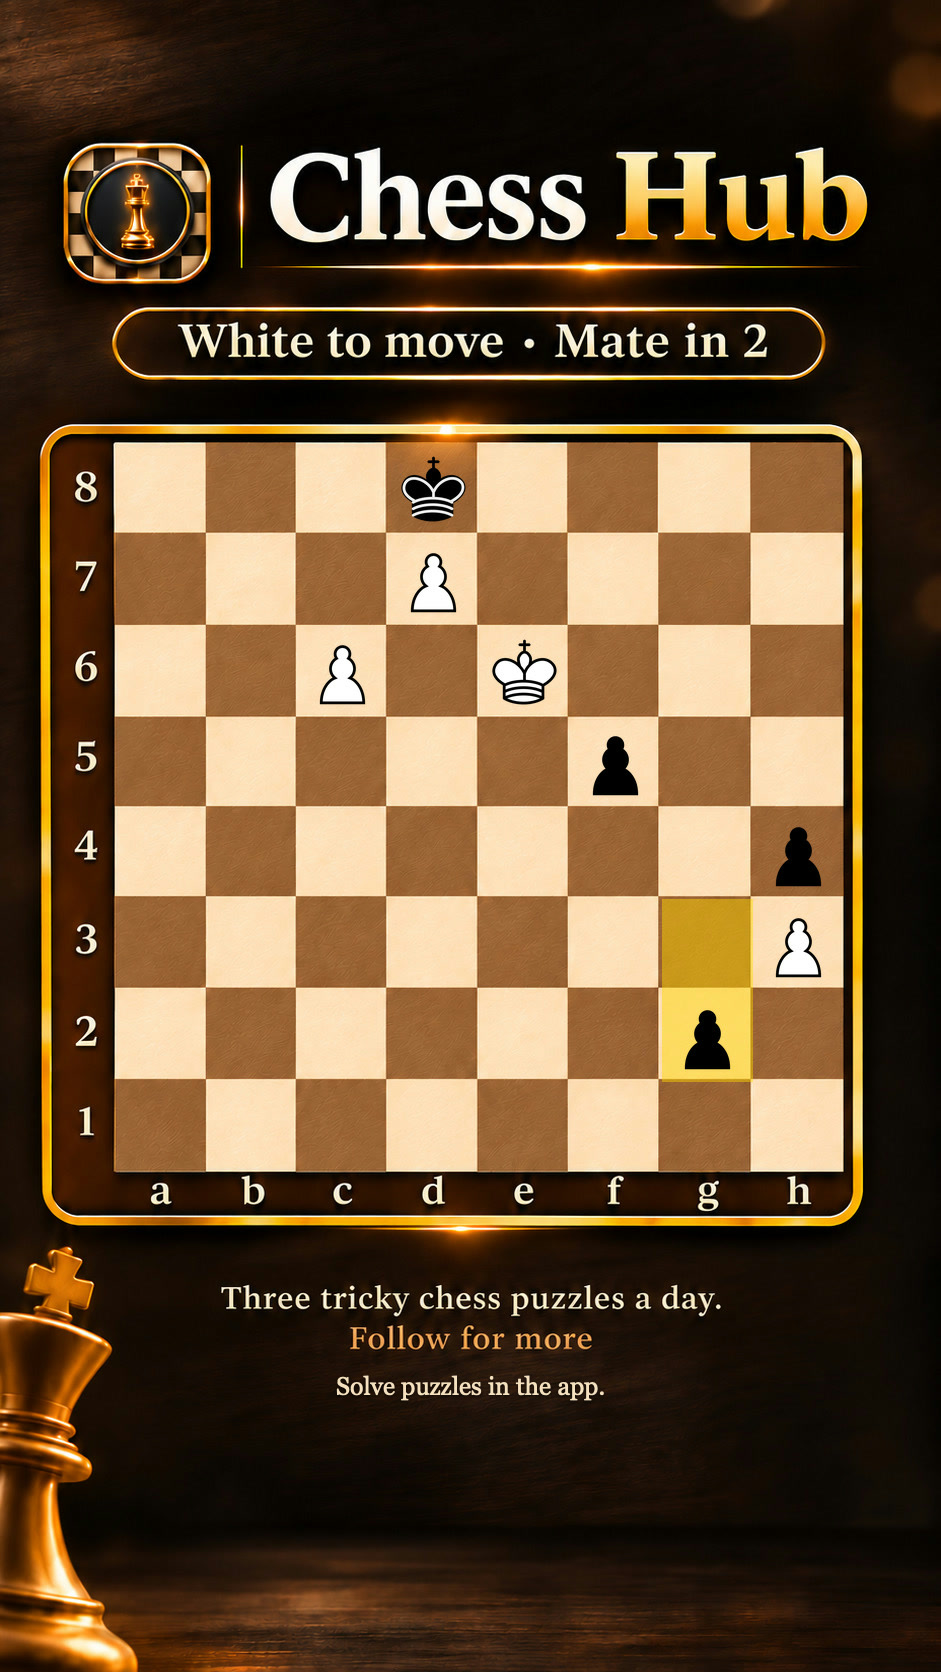 Chess Hub
White to move • Mate in 2
8
7
6
5
4
3
2
1
a b c d e f g h
Three tricky chess puzzles a day.
Follow for more
Solve puzzles in the app.